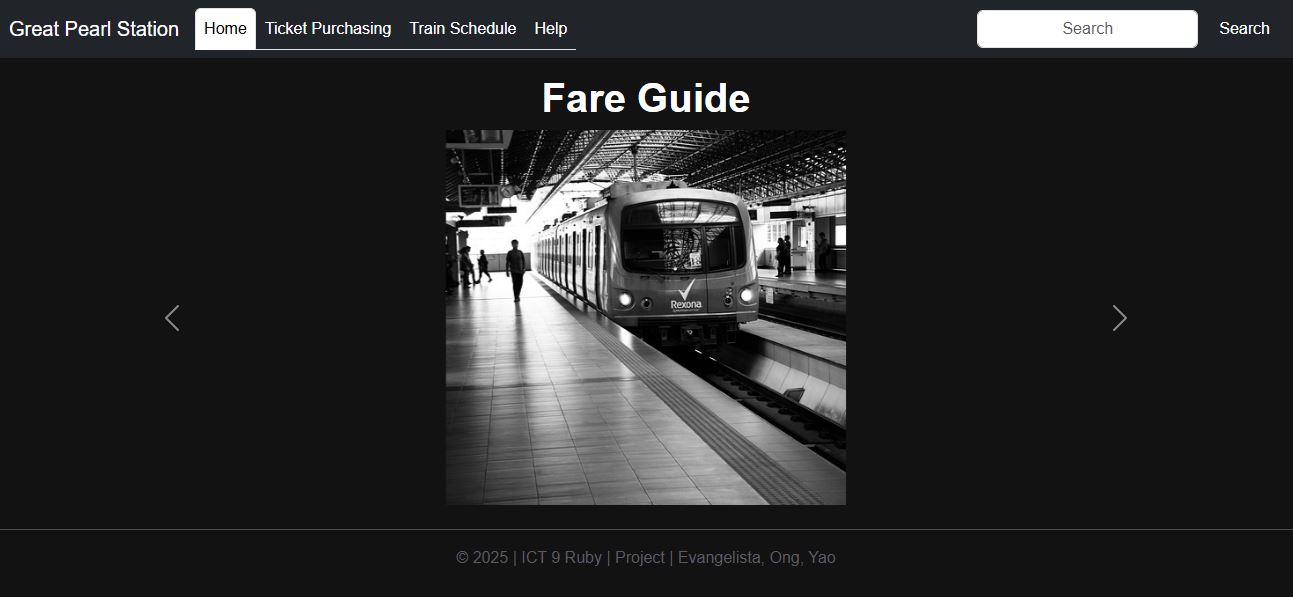 Great Pearl Station Home Ticket Purchasing Train Schedule Help Search Search
Fare Guide
Rexona
© 2025 | ICT 9 Ruby | Project | Evangelista, Ong, Yao